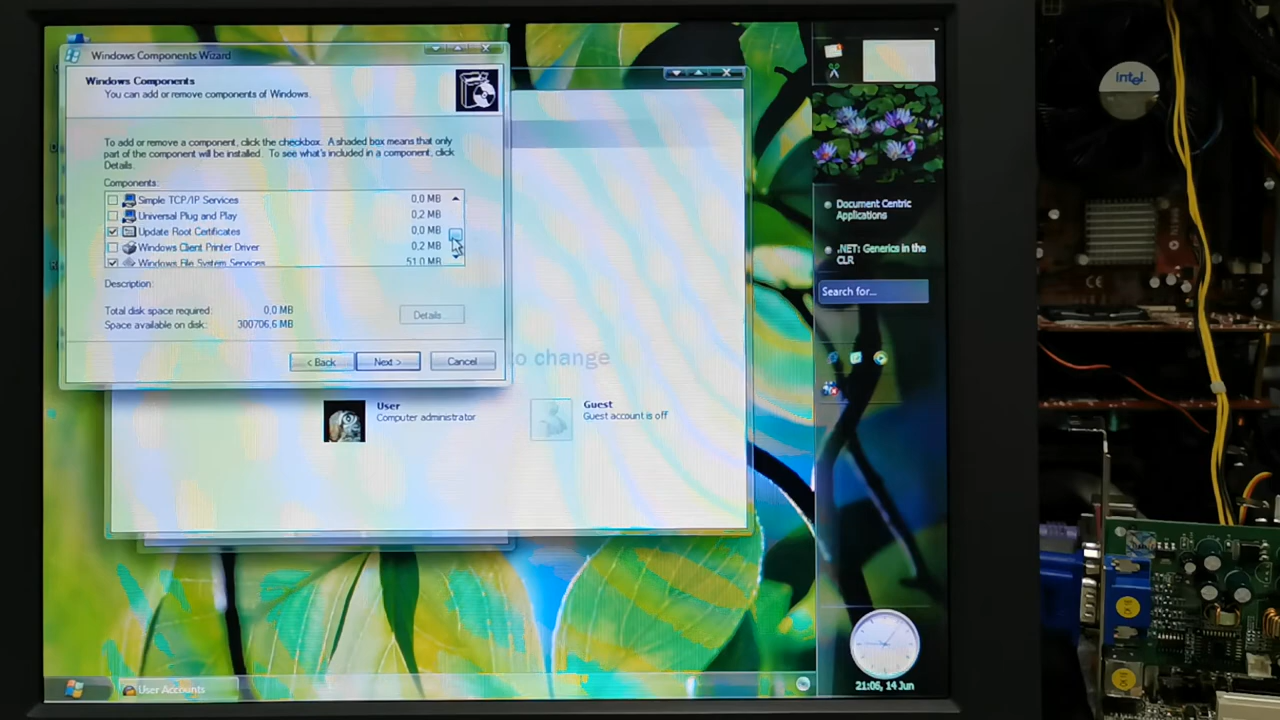 Windows Components Wizard
Windows Components
You can add or remove components of Windows.
To add or remove a component, click the checkbox. A shaded box means that only
part of the component will be installed. To see what's included in a component, click
Details.
Components:
Simple TCP/IP Services 0,0 MB
Universal Plug and Play 0,2 MB
Update Root Certificates 0,0 MB
Windows Client Printer Driver 0,2 MB
Windows File System Services 51,0 MB
Description:
Total disk space required: 0,0 MB
Space available on disk: 300706,6 MB
Details...
< Back
Next >
Cancel
to change
User
Computer administrator
Guest
Guest account is off
Document Centric
Applications
.NET: Generics in the
CLR
Search for...
21:05, 14 Jun
User Accounts
intel.